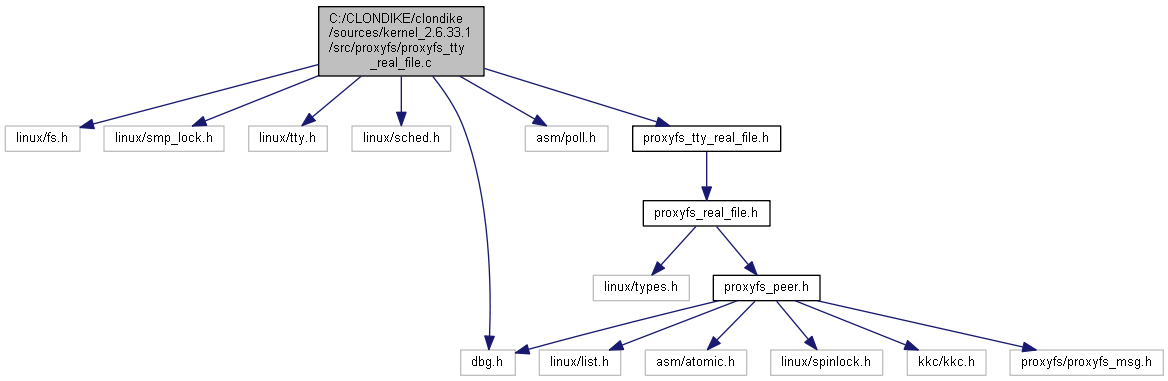 C:/CLONDIKE/clondike
/sources/kernel_2.6.33.1
/src/proxyfs/proxyfs_tty
_real_file.c
linux/fs.h
linux/smp_lock.h
linux/tty.h
linux/sched.h
asm/poll.h
proxyfs_tty_real_file.h
proxyfs_real_file.h
linux/types.h
proxyfs_peer.h
dbg.h
linux/list.h
asm/atomic.h
linux/spinlock.h
kkc/kkc.h
proxyfs/proxyfs_msg.h